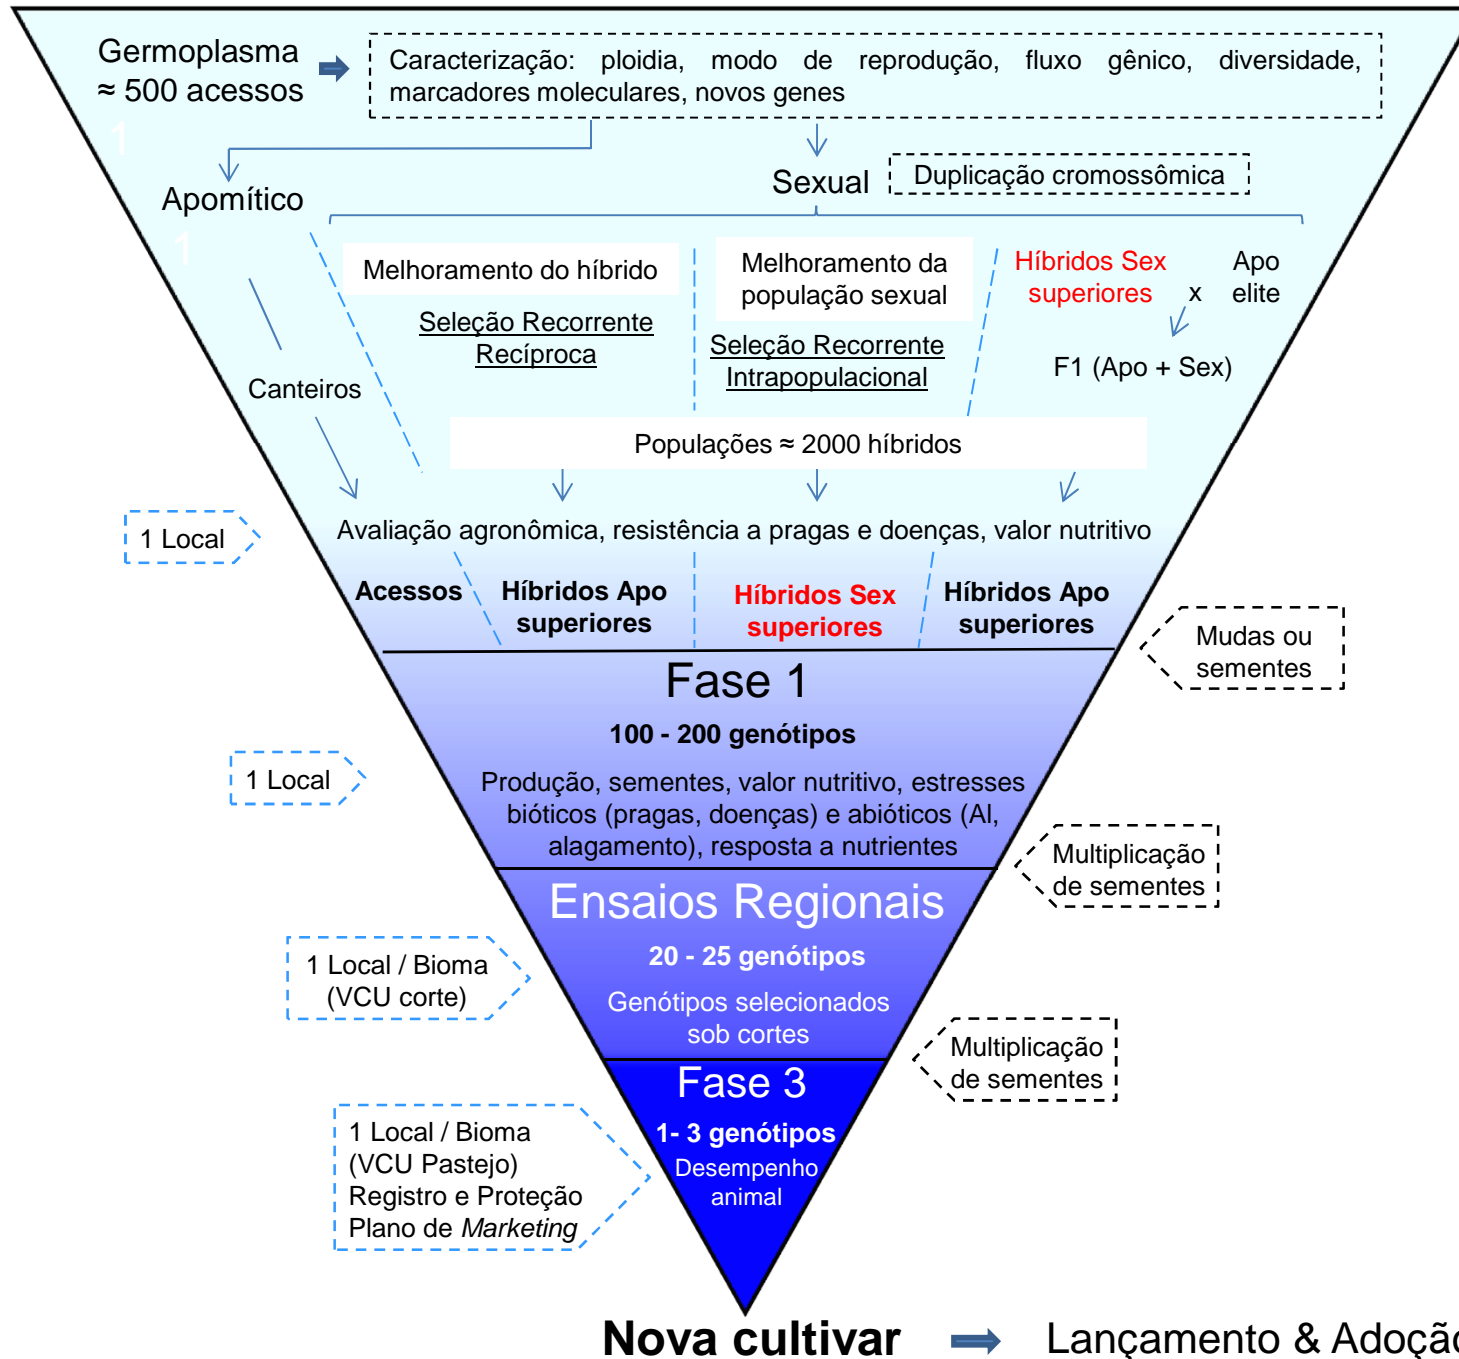 Germoplasma
≈ 500 acessos
Caracterização: ploidia, modo de reprodução, fluxo gênico, diversidade,
marcadores moleculares, novos genes
1
Apomítico
1
Sexual
Duplicação cromossômica
Melhoramento do híbrido
Seleção Recorrente
Recíproca
Melhoramento da
população sexual
Seleção Recorrente
Intrapopulacional
Híbridos Sex
superiores
x
Apo
elite
F1 (Apo + Sex)
Canteiros
Populações ≈ 2000 híbridos
1 Local
Avaliação agronômica, resistência a pragas e doenças, valor nutritivo
Acessos
Híbridos Apo
superiores
Híbridos Sex
superiores
Híbridos Apo
superiores
Mudas ou
sementes
Fase 1
100 - 200 genótipos
1 Local
Produção, sementes, valor nutritivo, estresses
bióticos (pragas, doenças) e abióticos (Al,
alagamento), resposta a nutrientes
Multiplicação
de sementes
Ensaios Regionais
20 - 25 genótipos
1 Local / Bioma
(VCU corte)
Genótipos selecionados
sob cortes
Multiplicação
de sementes
Fase 3
1- 3 genótipos
Desempenho
animal
1 Local / Bioma
(VCU Pastejo)
Registro e Proteção
Plano de Marketing
Nova cultivar
Lançamento & Adoção